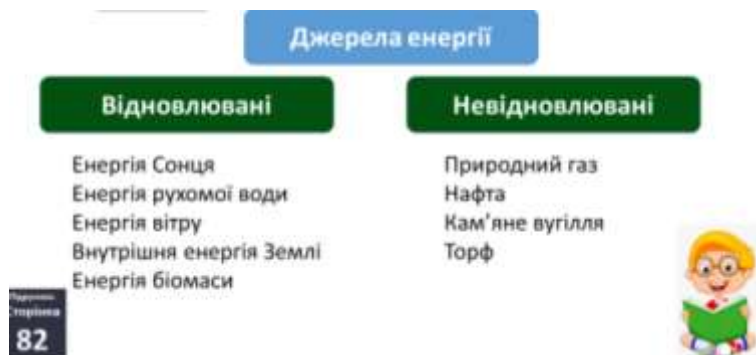 Джерела енергії
Відновлювані
Невідновлювані
Енергія Сонця
Енергія рухомої води
Енергія вітру
Внутрішня енергія Землі
Енергія біомаси
Природний газ
Нафта
Кам’яне вугілля
Торф
Сторінка
82